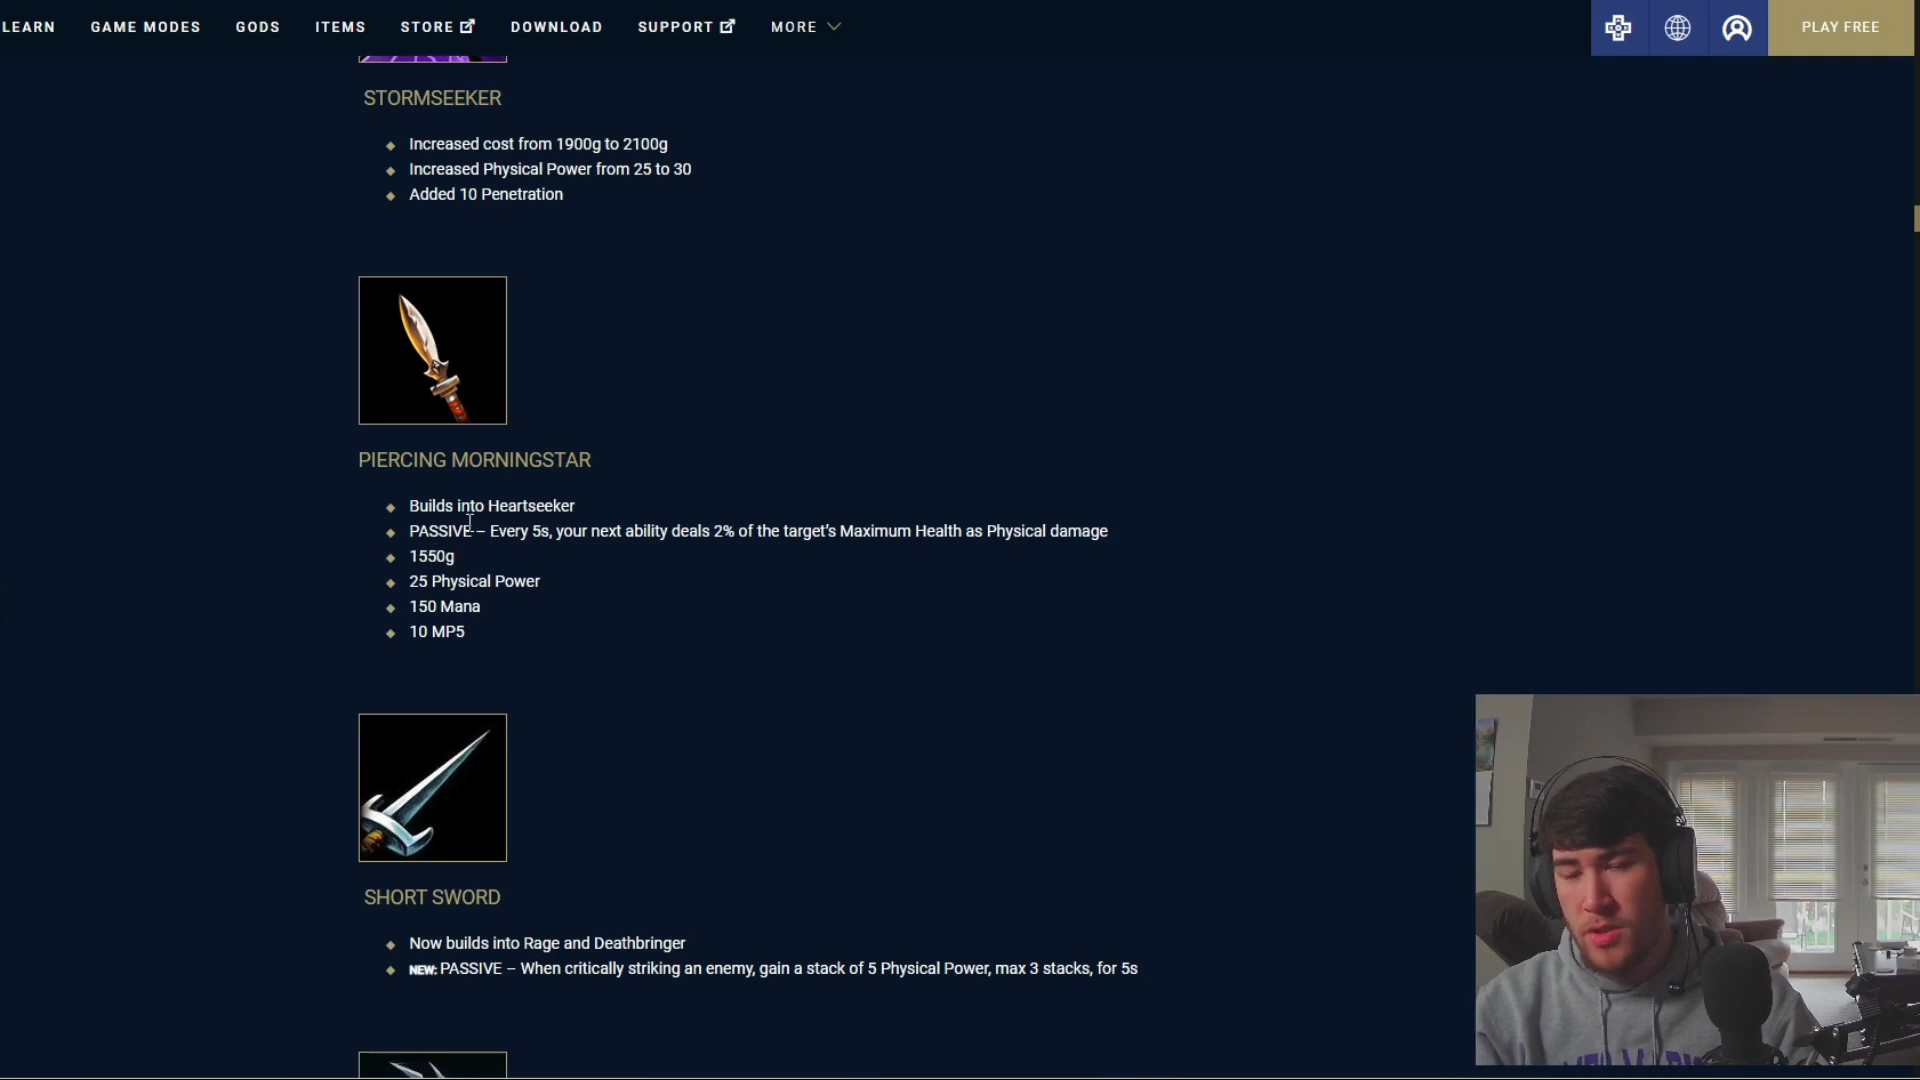 LEARN GAME MODES GODS ITEMS STORE DOWNLOAD SUPPORT MORE PLAY FREE
STORMSEEKER
Increased cost from 1900g to 2100g
Increased Physical Power from 25 to 30
Added 10 Penetration
PIERCING MORNINGSTAR
Builds into Heartseeker
PASSIVE – Every 5s, your next ability deals 2% of the target's Maximum Health as Physical damage
1550g
25 Physical Power
150 Mana
10 MP5
SHORT SWORD
Now builds into Rage and Deathbringer
NEW: PASSIVE – When critically striking an enemy, gain a stack of 5 Physical Power, max 3 stacks, for 5s